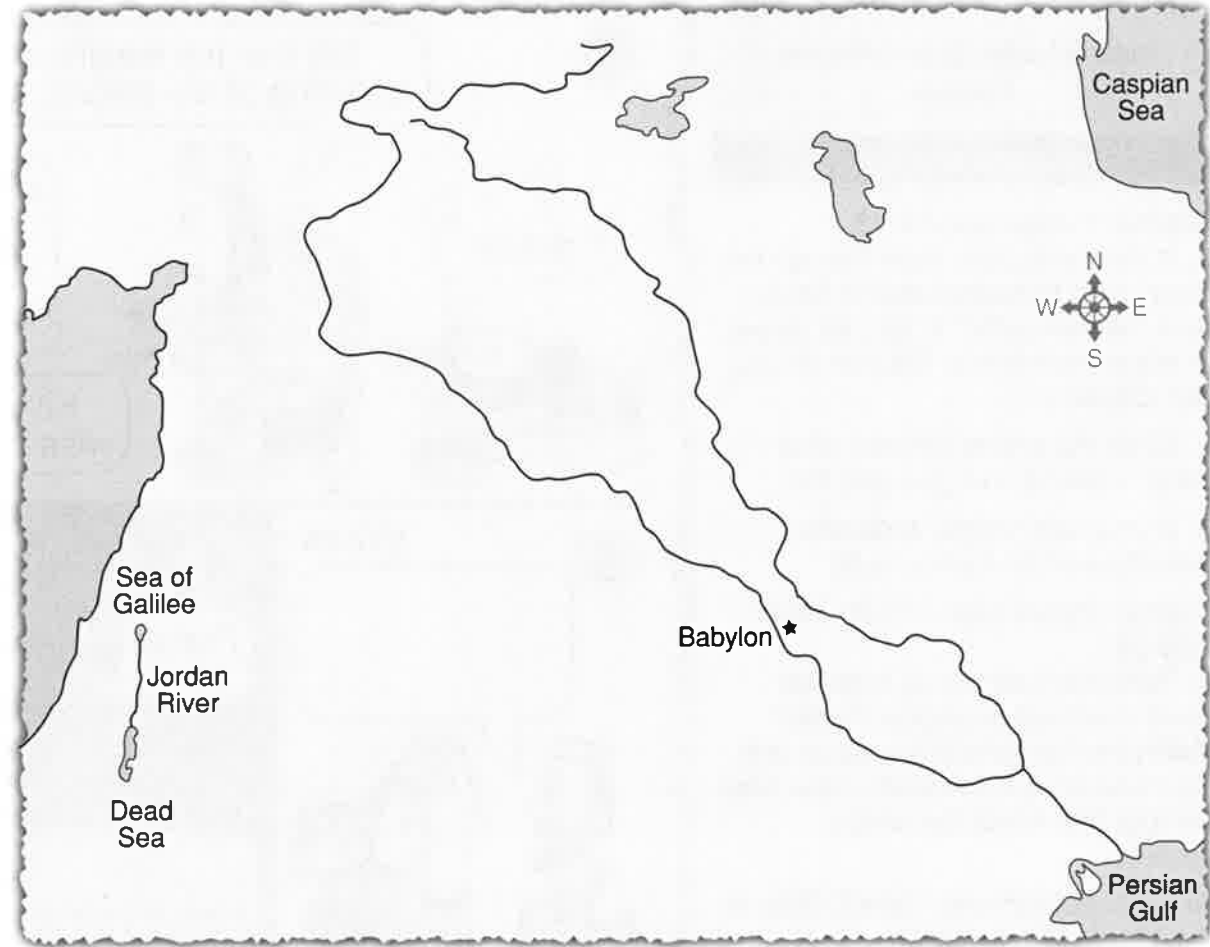 Caspian
Sea
N
W E
S
Sea of
Galilee
Babylon
Jordan
River
Dead
Sea
Persian
Gulf